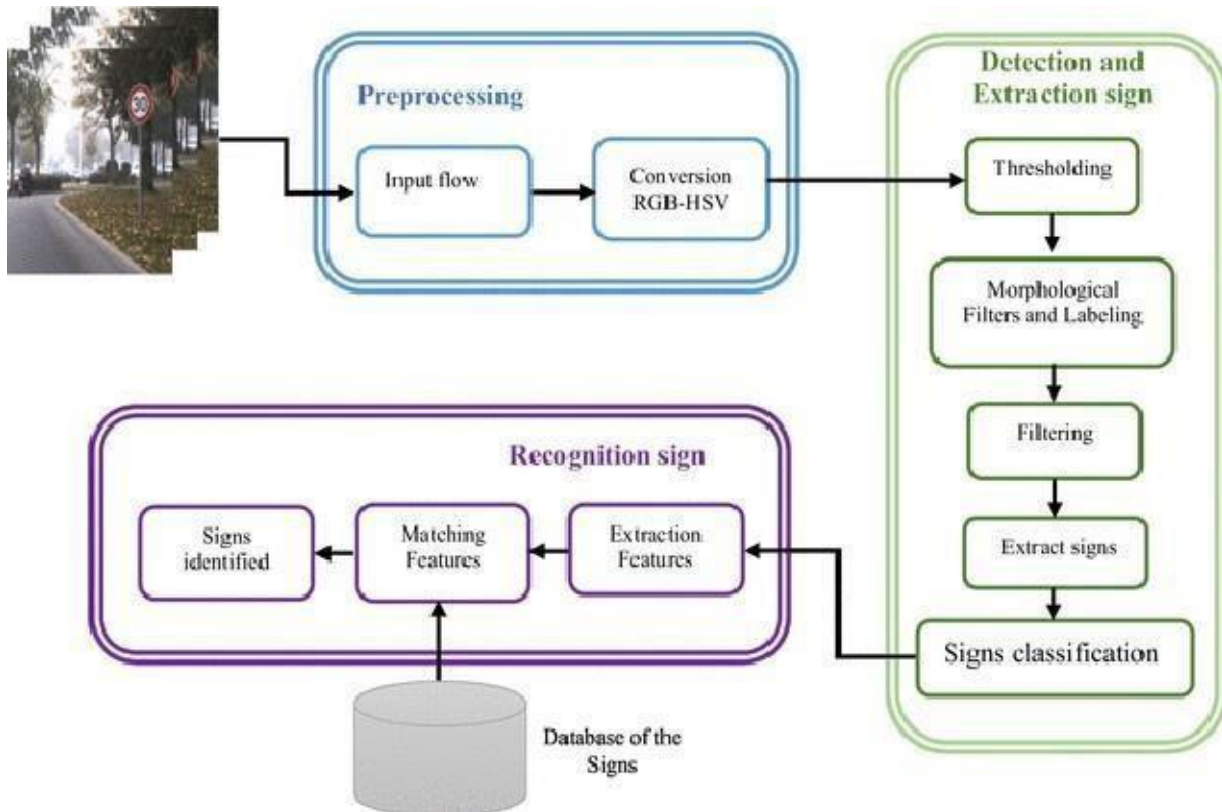 30
Preprocessing
Input flow
Conversion
RGB-HSV
Detection and
Extraction sign
Thresholding
Morphological
Filters and Labeling
Filtering
Extract signs
Signs classification
Recognition sign
Extraction
Features
Matching
Features
Signs
identified
Database of the
Signs